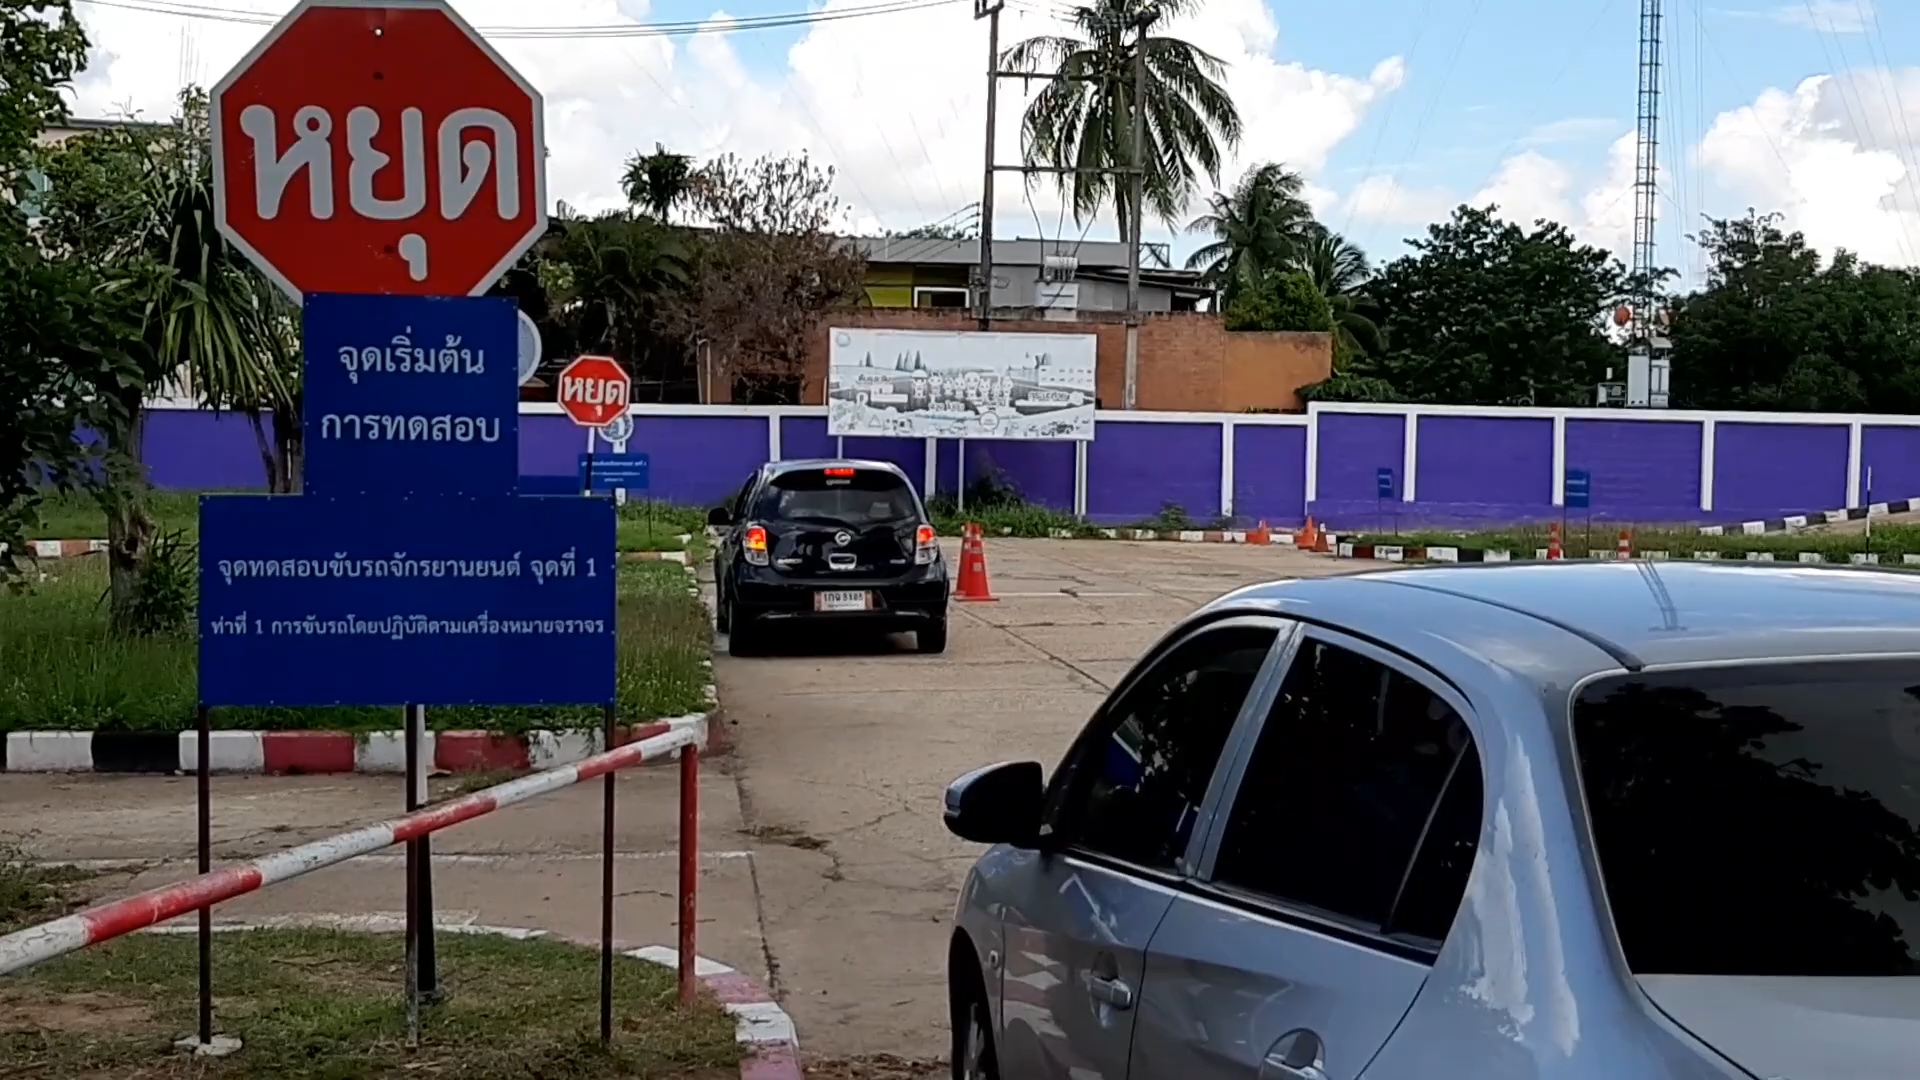 หยุด
จุดเริ่มต้น
การทดสอบ
หยุด
จุดทดสอบขับรถจักรยานยนต์ จุดที่ 1
ท่าที่ 1 การขับรถโดยปฏิบัติตามเครื่องหมายจราจร